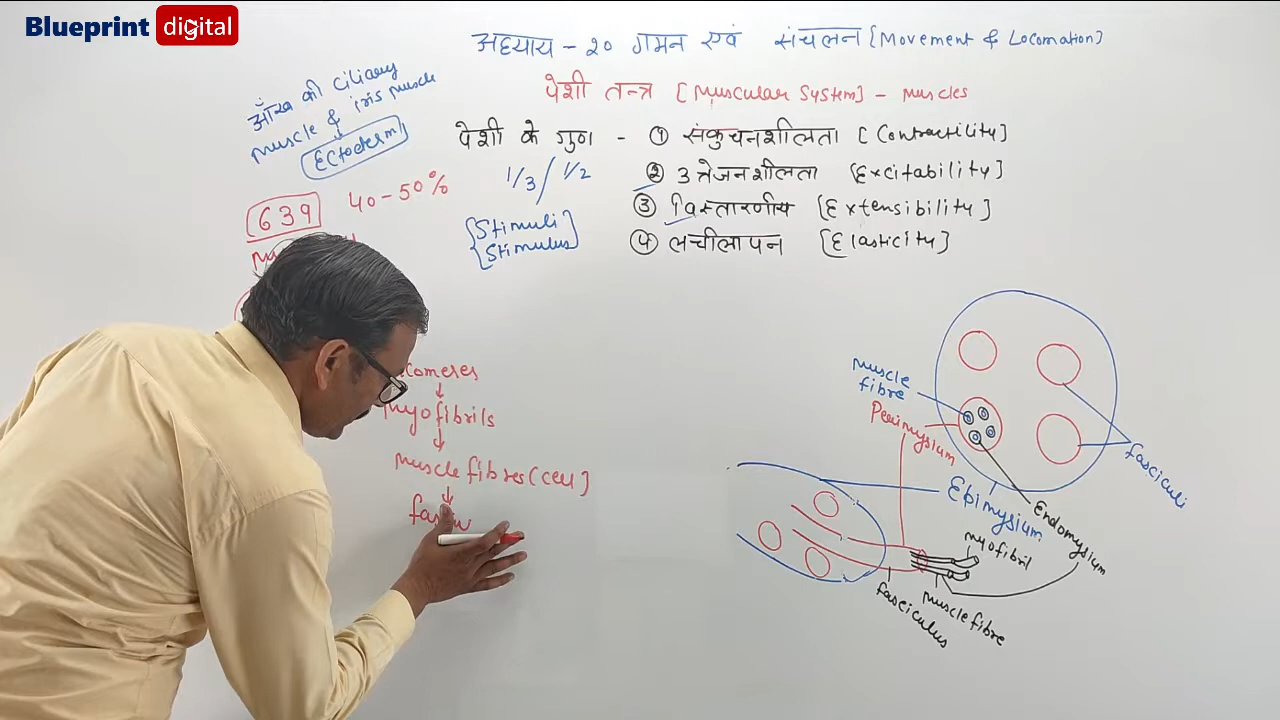 Blueprint digital
अध्याय - २० गमन एवं संचलन [Movement & Locomation]
पेशी तन्त्र [Muscular System] - Muscles
आँख की Ciliary
muscle & iris muscle
Ectoderm
पेशी के गुण - ① संकुचनशीलता [Contractility]
② उत्तेजनशीलता [Excitability]
③ विस्तारणीय [Extensibility]
④ लचीलापन [Elasticity]
1/3 / 1/2
[Stimuli]
[Stimulus]
639
40-50%
Myofibrils
Muscle fibres (cell]
muscle fibre
Perimysium
fasciculi
Epimysium
Endomysium
myofibril
muscle fibre
fasciculus